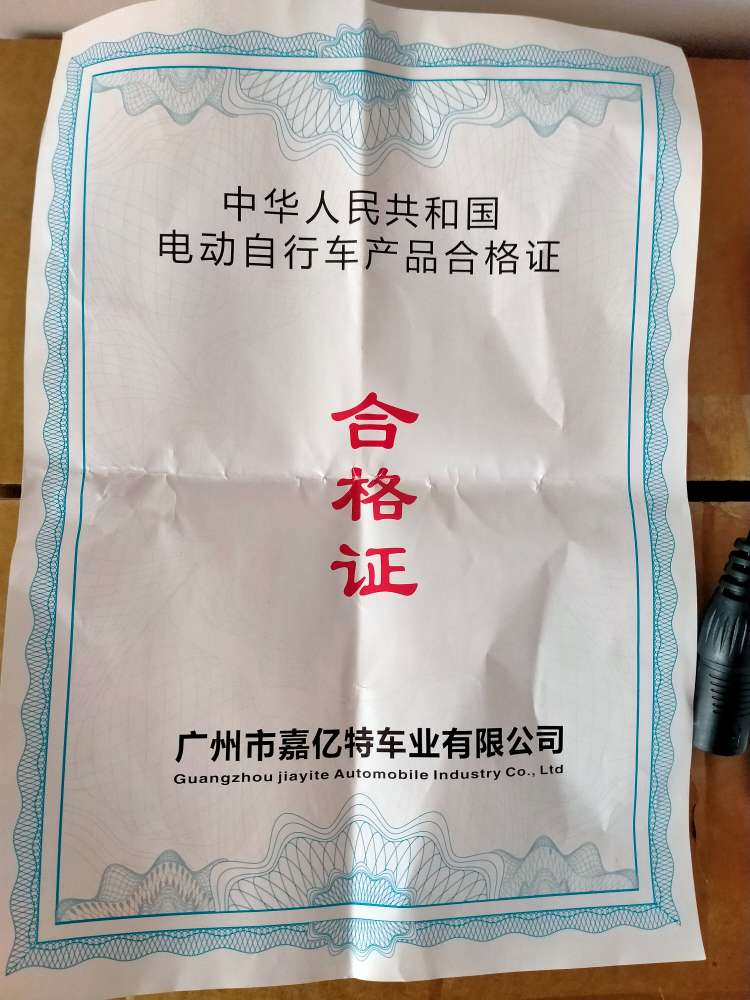 中华人民共和国
电动自行车产品合格证
合
格
证
广州市嘉亿特车业有限公司
Guangzhou jiayite Automobile Industry Co., Ltd